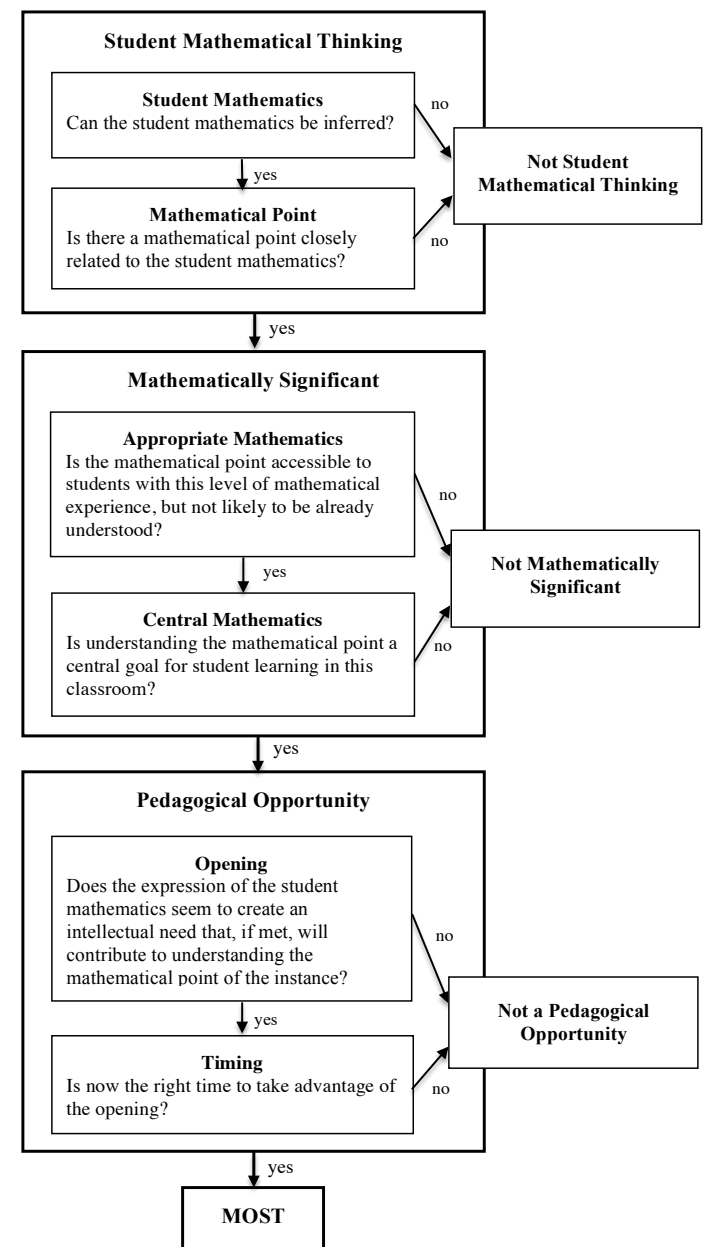 Student Mathematical Thinking
Student Mathematics
Can the student mathematics be inferred?
no
Not Student
Mathematical Thinking
yes
Mathematical Point
Is there a mathematical point closely
related to the student mathematics?
no
yes
Mathematically Significant
Appropriate Mathematics
Is the mathematical point accessible to
students with this level of mathematical
experience, but not likely to be already
understood?
no
Not Mathematically
Significant
yes
Central Mathematics
Is understanding the mathematical point a
central goal for student learning in this
classroom?
no
yes
Pedagogical Opportunity
Opening
Does the expression of the student
mathematics seem to create an
intellectual need that, if met, will
contribute to understanding the
mathematical point of the instance?
no
Not a Pedagogical
Opportunity
yes
Timing
Is now the right time to take advantage of
the opening?
no
yes
MOST